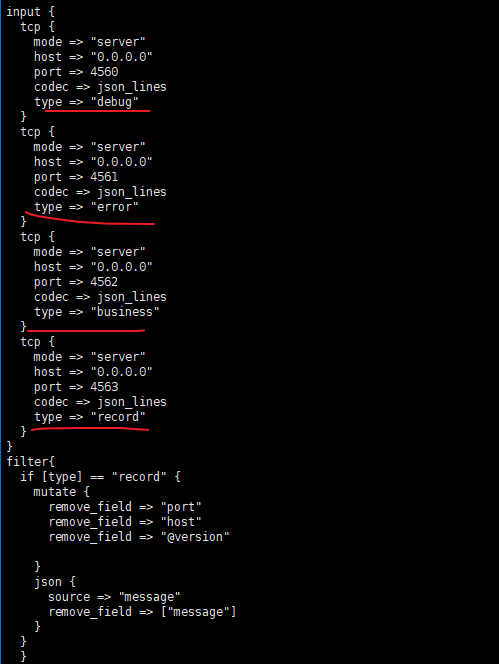 input {
  tcp {
    mode => "server"
    host => "0.0.0.0"
    port => 4560
    codec => json_lines
    type => "debug"
  }
  tcp {
    mode => "server"
    host => "0.0.0.0"
    port => 4561
    codec => json_lines
    type => "error"
  }
  tcp {
    mode => "server"
    host => "0.0.0.0"
    port => 4562
    codec => json_lines
    type => "business"
  }
  tcp {
    mode => "server"
    host => "0.0.0.0"
    port => 4563
    codec => json_lines
    type => "record"
  }
}
filter{
  if [type] == "record" {
    mutate {
      remove_field => "port"
      remove_field => "host"
      remove_field => "@version"

    }
    json {
      source => "message"
      remove_field => ["message"]
    }
  }
  }